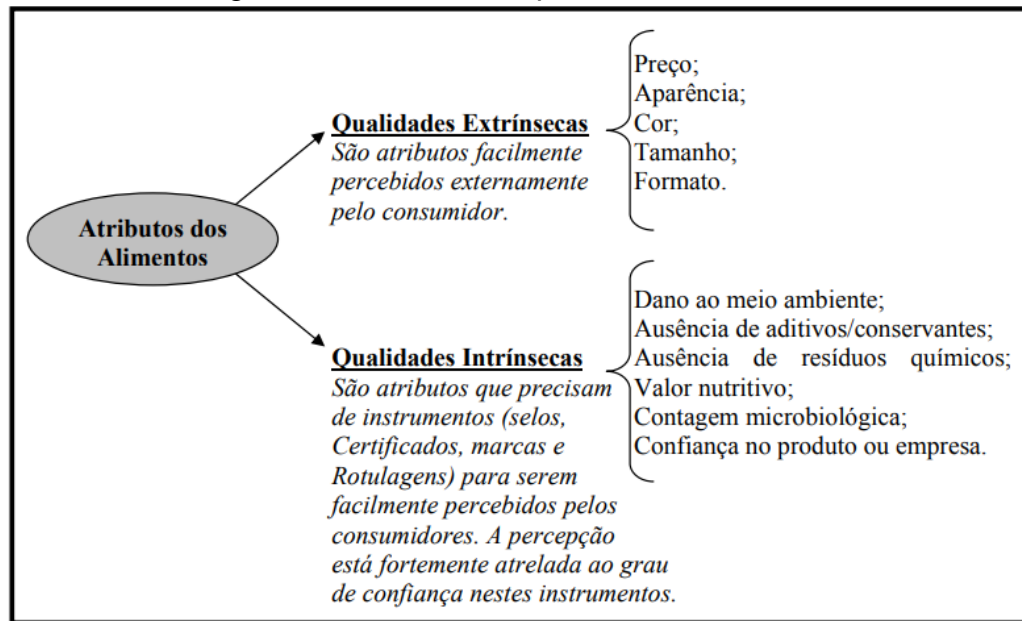 Atributos dos
Alimentos
Qualidades Extrínsecas
São atributos facilmente
percebidos externamente
pelo consumidor.
Preço;
Aparência;
Cor;
Tamanho;
Formato.
Qualidades Intrínsecas
São atributos que precisam
de instrumentos (selos,
Certificados, marcas e
Rotulagens) para serem
facilmente percebidos pelos
consumidores. A percepção
está fortemente atrelada ao grau
de confiança nestes instrumentos.
Dano ao meio ambiente;
Ausência de aditivos/conservantes;
Ausência de resíduos químicos;
Valor nutritivo;
Contagem microbiológica;
Confiança no produto ou empresa.